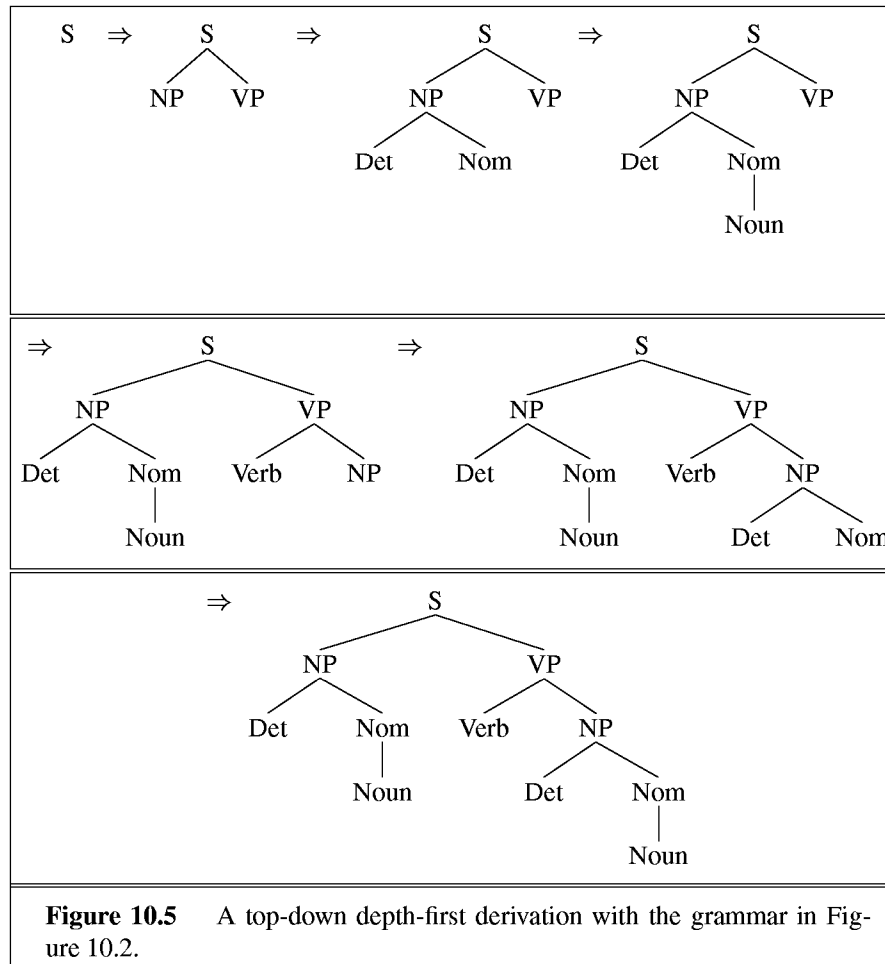 S ⇒ S ⇒ S ⇒ S
NP VP NP VP NP VP
Det Nom Det Nom
Noun
⇒ S ⇒ S
NP VP NP VP
Det Nom Verb NP Det Nom Verb NP
Noun Noun Det Nom
⇒ S
NP VP
Det Nom Verb NP
Noun Det Nom
Noun
Figure 10.5 A top-down depth-first derivation with the grammar in Fig-
ure 10.2.